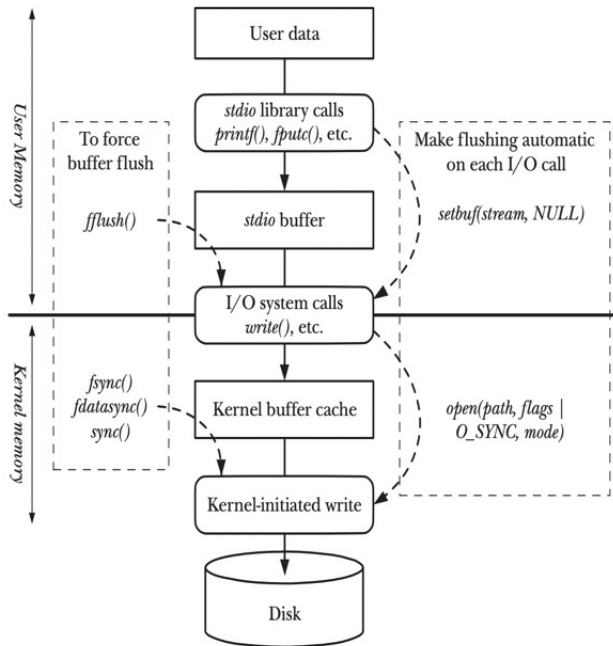 User data
User Memory
stdio library calls
printf(), fputc(), etc.
To force
buffer flush
Make flushing automatic
on each I/O call
fflush()
stdio buffer
setbuf(stream, NULL)
I/O system calls
write(), etc.
Kernel memory
fsync()
fdatasync()
sync()
Kernel buffer cache
open(path, flags |
O_SYNC, mode)
Kernel-initiated write
Disk